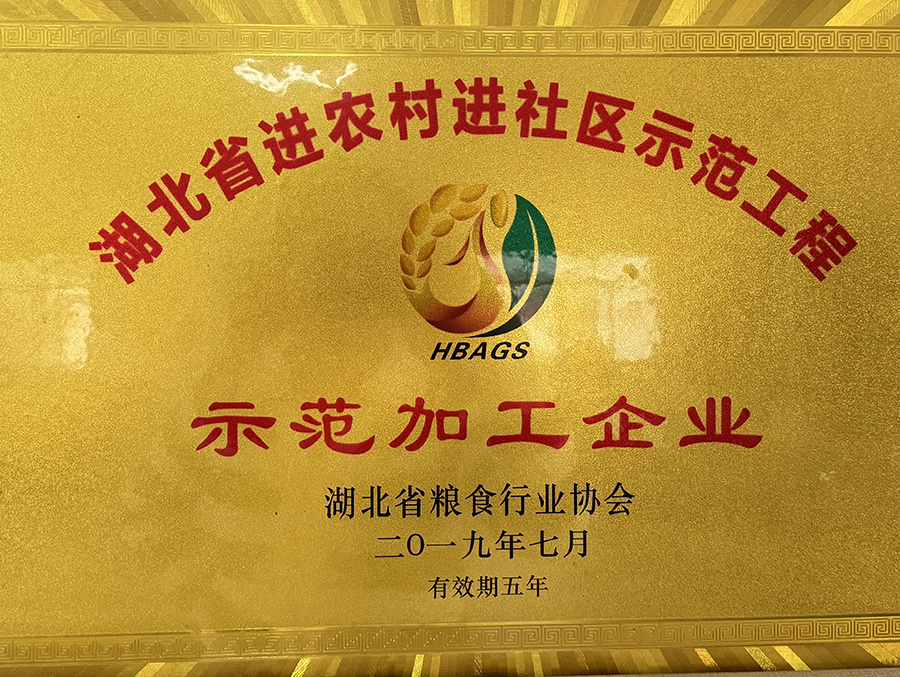 湖北省进农村进社区示范工程
HBAGS
示范加工企业
湖北省粮食行业协会
二O一九年七月
有效期五年